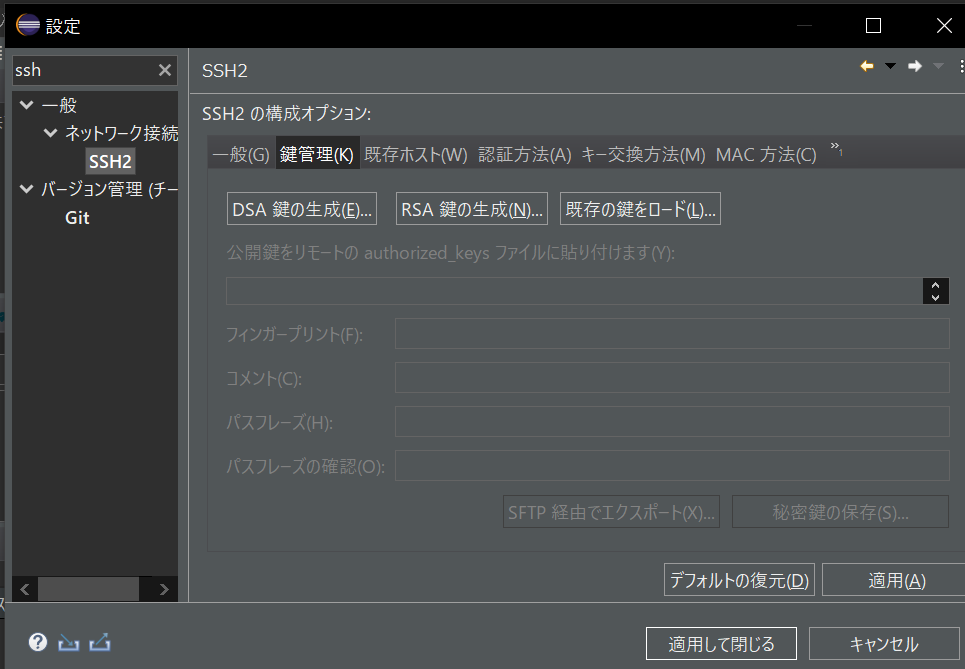 設定
ssh
一般
ネットワーク接続
SSH2
バージョン管理 (チー
Git
SSH2
SSH2 の構成オプション:
一般(G) 鍵管理(K) 既存ホスト(W) 認証方法(A) キー交換方法(M) MAC 方法(C) »1
DSA 鍵の生成(E)... RSA 鍵の生成(N)... 既存の鍵をロード(L)...
公開鍵をリモートの authorized_keys ファイルに貼り付けます(Y):
フィンガープリント(F):
コメント(C):
パスフレーズ(H):
パスフレーズの確認(O):
SFTP 経由でエクスポート(X)... 秘密鍵の保存(S)...
デフォルトの復元(D) 適用(A)
適用して閉じる キャンセル